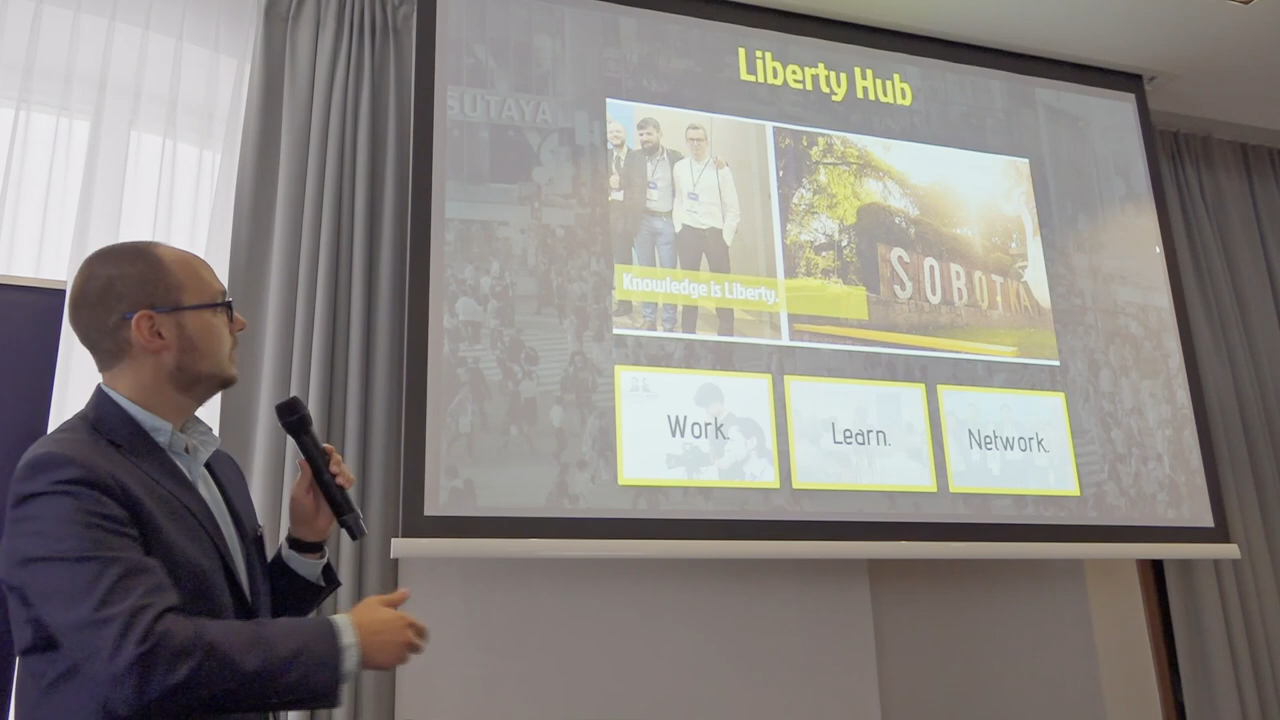 Liberty Hub
SUTAYA
Knowledge is Liberty.
SOBOTKA
Work.
Learn.
Network.